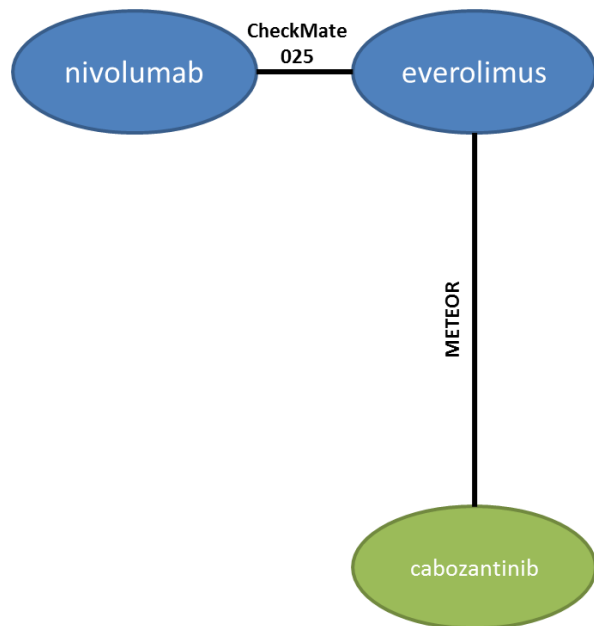 CheckMate
025
nivolumab
everolimus
METEOR
cabozantinib